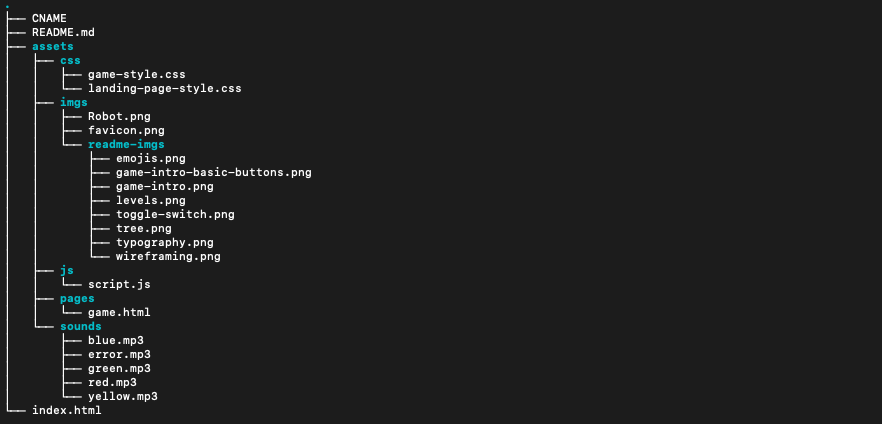 .
├── CNAME
├── README.md
├── assets
│   ├── css
│   │   ├── game-style.css
│   │   └── landing-page-style.css
│   ├── imgs
│   │   ├── Robot.png
│   │   ├── favicon.png
│   │   └── readme-imgs
│   │       ├── emojis.png
│   │       ├── game-intro-basic-buttons.png
│   │       ├── game-intro.png
│   │       ├── levels.png
│   │       ├── toggle-switch.png
│   │       ├── tree.png
│   │       ├── typography.png
│   │       └── wireframing.png
│   ├── js
│   │   └── script.js
│   ├── pages
│   │   └── game.html
│   └── sounds
│       ├── blue.mp3
│       ├── error.mp3
│       ├── green.mp3
│       ├── red.mp3
│       └── yellow.mp3
└── index.html